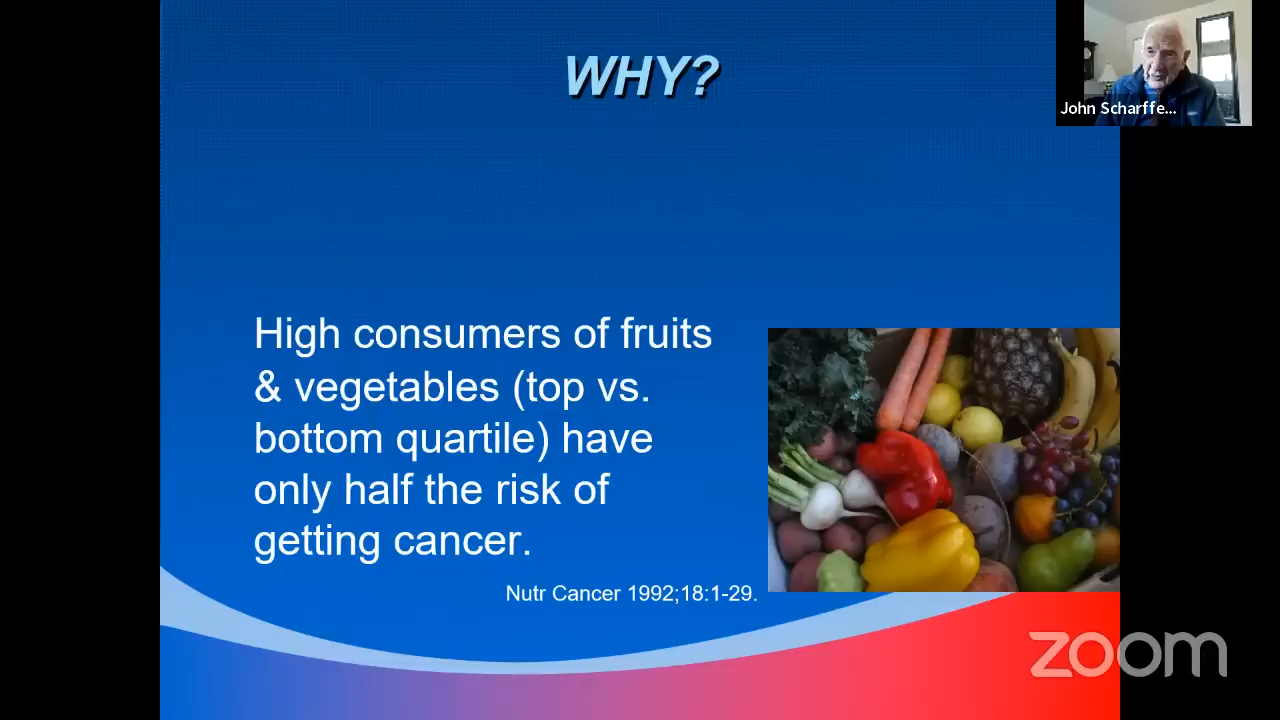 WHY?
John Scharffe...
High consumers of fruits
& vegetables (top vs.
bottom quartile) have
only half the risk of
getting cancer.
Nutr Cancer 1992;18:1-29.
zoom